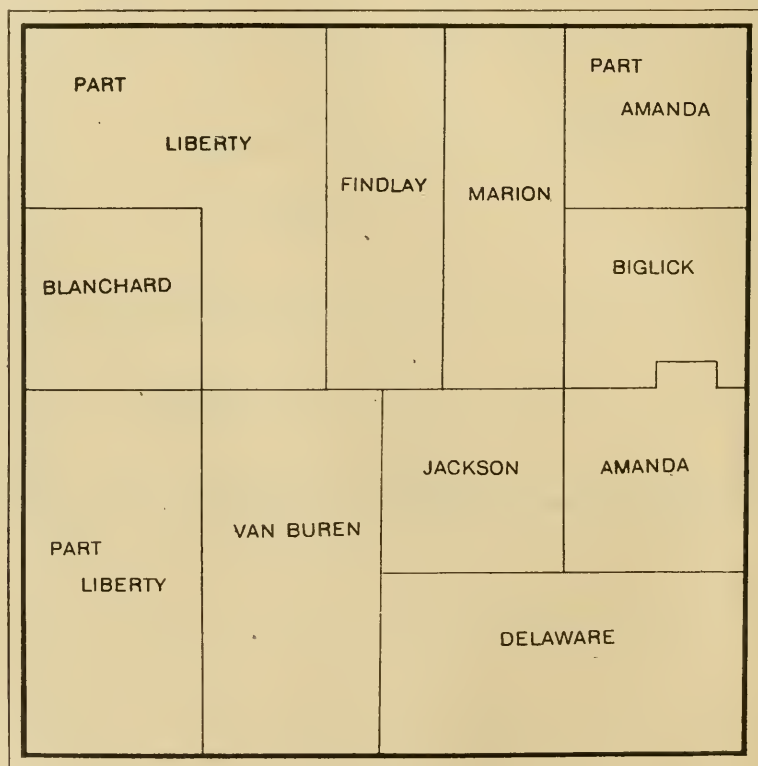 PART
LIBERTY
FINDLAY
MARION
PART
AMANDA
BLANCHARD
BIGLICK
JACKSON
AMANDA
VAN BUREN
PART
LIBERTY
DELAWARE